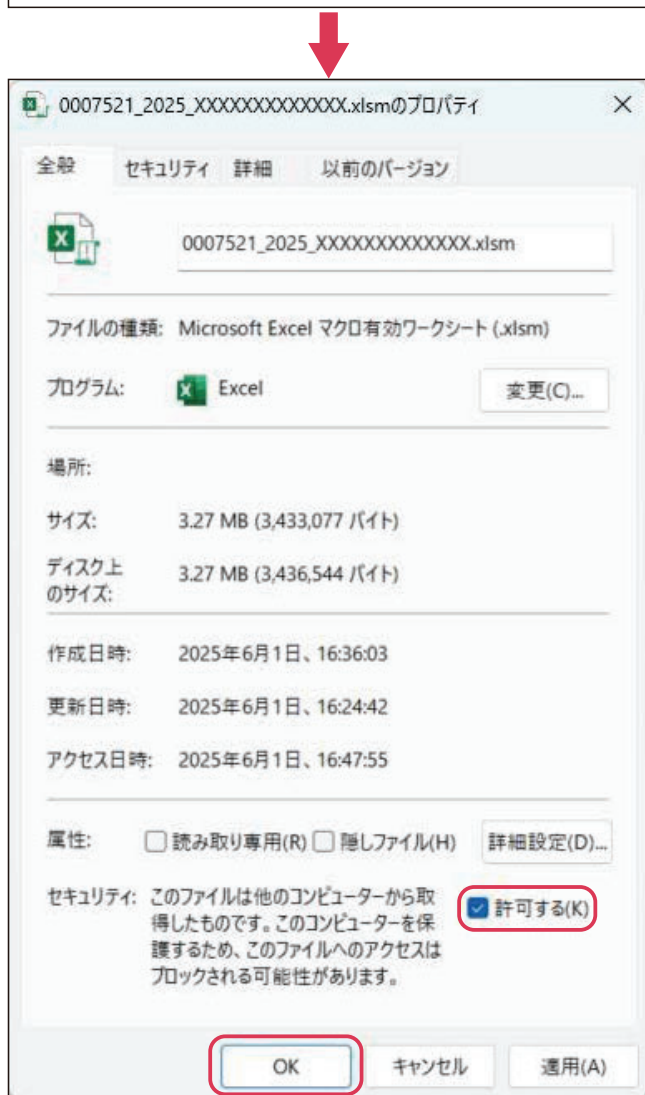 0007521_2025_XXXXXXXXXXXXX.xlsmのプロパティ
全般 セキュリティ 詳細 以前のバージョン
0007521_2025_XXXXXXXXXXXXX.xlsm
ファイルの種類: Microsoft Excel マクロ有効ワークシート (.xlsm)
プログラム: Excel 変更(C)...
場所:
サイズ: 3.27 MB (3,433,077 バイト)
ディスク上
のサイズ: 3.27 MB (3,436,544 バイト)
作成日時: 2025年6月1日、16:36:03
更新日時: 2025年6月1日、16:24:42
アクセス日時: 2025年6月1日、16:47:55
属性: 読み取り専用(R) 隠しファイル(H) 詳細設定(D)...
セキュリティ: このファイルは他のコンピューターから取
得したものです。このコンピューターを保
護するため、このファイルへのアクセスは
ブロックされる可能性があります。
許可する(K)
OK キャンセル 適用(A)